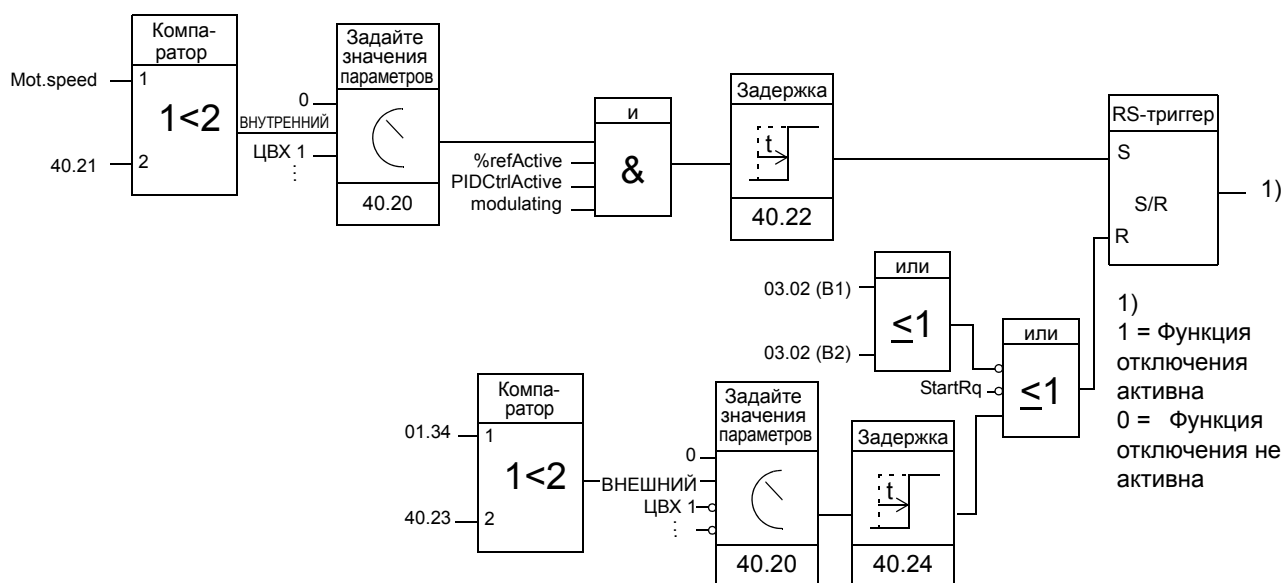 Компа-
ратор
Mot.speed
1
1<2
40.21
2
Задайте
значения
параметров
0
ВНУТРЕННИЙ
ЦВХ 1
⋮
40.20
и
%refActive
PIDCtrlActive
modulating
&
Задержка
t
40.22
RS-триггер
S
S/R
R
1)
или
03.02 (B1)
≤1
03.02 (B2)
или
StartRq
≤1
1)
1 = Функция
отключения
активна
0 = Функция
отключения не
активна
Компа-
ратор
01.34
1
1<2
40.23
2
Задайте
значения
параметров
0
ВНЕШНИЙ
ЦВХ 1
⋮
40.20
Задержка
t
40.24